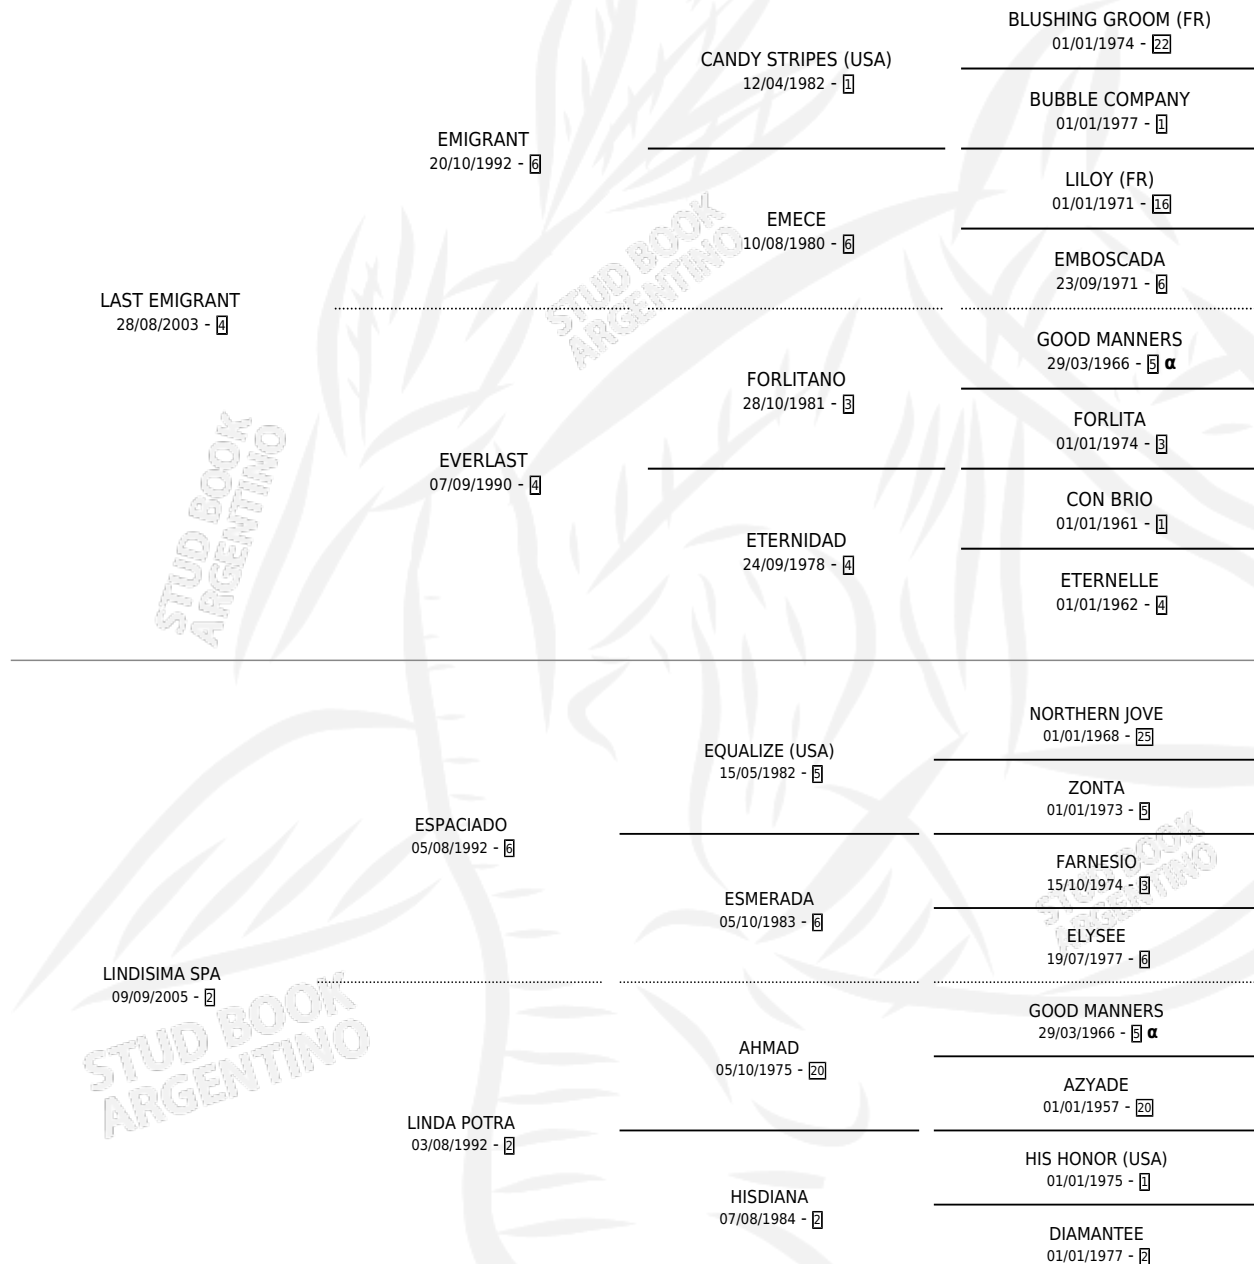 BLUSHING GROOM (FR)
01/01/1974 - 22
CANDY STRIPES (USA)
12/04/1982 - 1
BUBBLE COMPANY
01/01/1977 - 1
EMIGRANT
20/10/1992 - 6
LILOY (FR)
01/01/1971 - 16
EMECE
10/08/1980 - 6
EMBOSCADA
23/09/1971 - 6
LAST EMIGRANT
28/08/2003 - 4
GOOD MANNERS
29/03/1966 - 5 α
FORLITANO
28/10/1981 - 3
FORLITA
01/01/1974 - 3
EVERLAST
07/09/1990 - 4
CON BRIO
01/01/1961 - 1
ETERNIDAD
24/09/1978 - 4
ETERNELLE
01/01/1962 - 4
NORTHERN JOVE
01/01/1968 - 25
EQUALIZE (USA)
15/05/1982 - 5
ZONTA
01/01/1973 - 5
ESPACIADO
05/08/1992 - 6
FARNESIO
15/10/1974 - 3
ESMERADA
05/10/1983 - 6
ELYSEE
19/07/1977 - 6
LINDISIMA SPA
09/09/2005 - 2
GOOD MANNERS
29/03/1966 - 5 α
AHMAD
05/10/1975 - 20
AZYADE
01/01/1957 - 20
LINDA POTRA
03/08/1992 - 2
HIS HONOR (USA)
01/01/1975 - 1
HISDIANA
07/08/1984 - 2
DIAMANTEE
01/01/1977 - 2
STUD BOOK
ARGENTINO
STUD BOOK
ARGENTINO
STUD BOOK
ARGENTINO
STUD BOOK
ARGENTINO